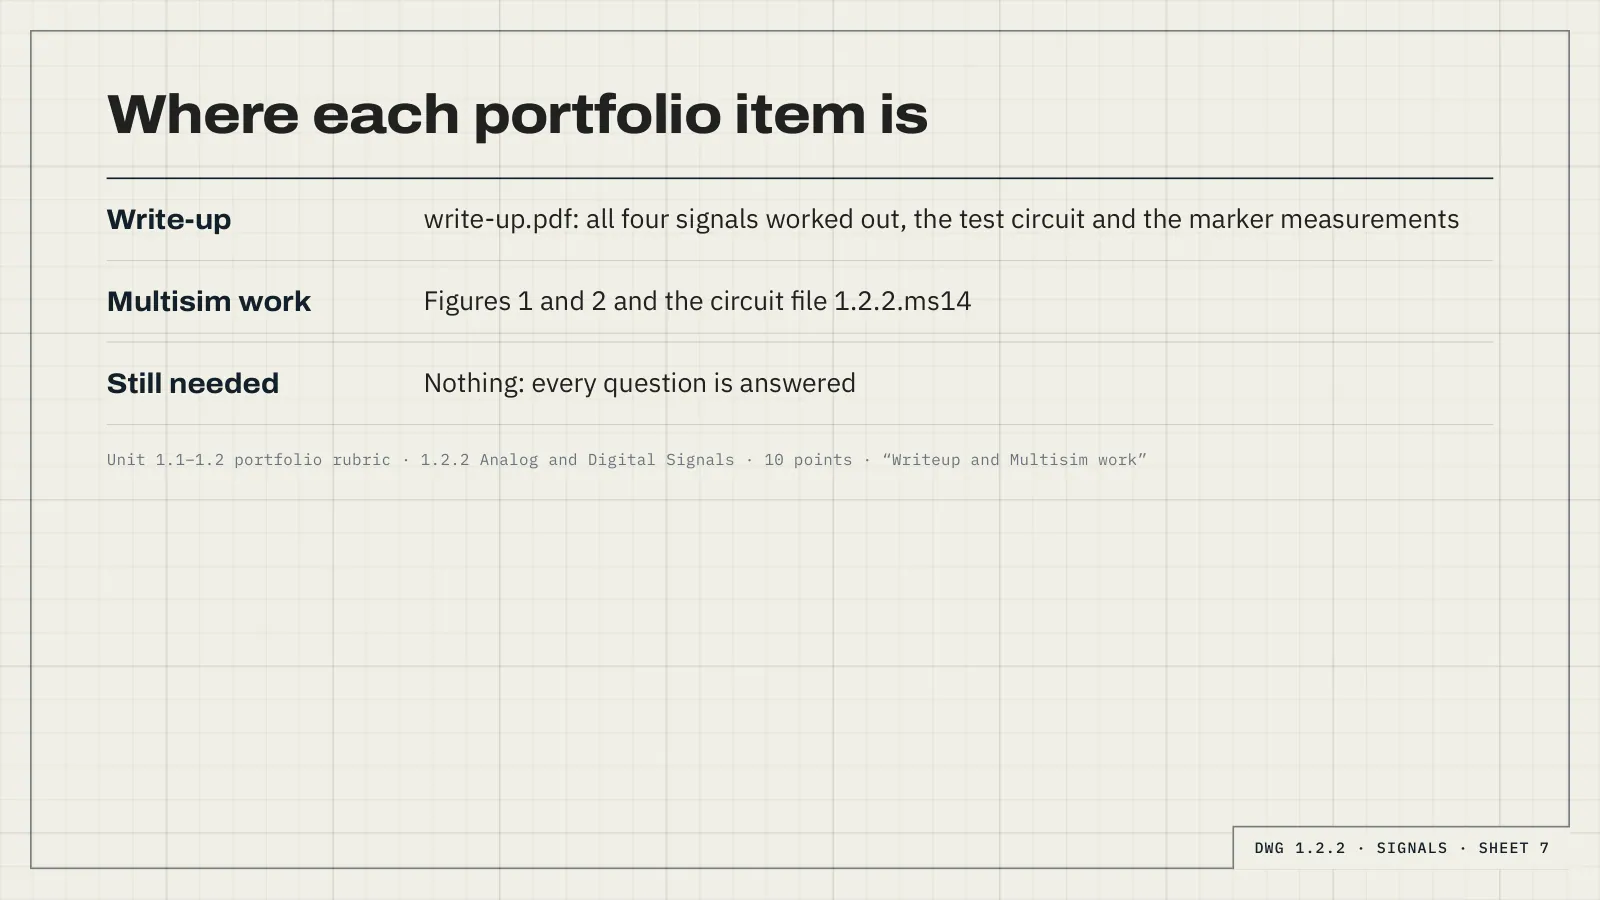 Where each portfolio item is
Write-up
write-up.pdf: all four signals worked out, the test circuit and the marker measurements
Multisim work
Figures 1 and 2 and the circuit file 1.2.2.ms14
Still needed
Nothing: every question is answered
Unit 1.1–1.2 portfolio rubric · 1.2.2 Analog and Digital Signals · 10 points · “Writeup and Multisim work”
DWG 1.2.2 · SIGNALS · SHEET 7